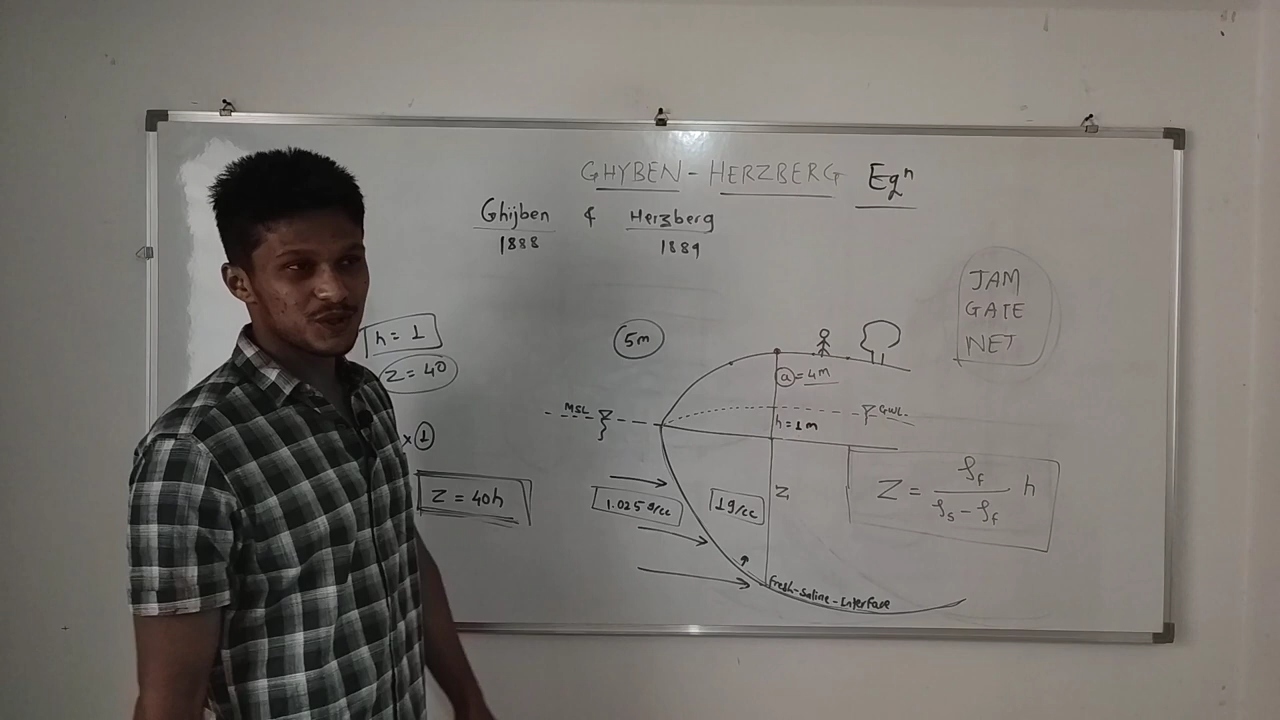 GHYBEN-HERZBERG Eqⁿ
Ghijben & Herzberg
1888 1889
JAM
GATE
NET
h = 1
Z = 40
× 1
Z = 40h
5m
a = 4m
MSL
GWL
h = 1m
Z
1.025 g/cc
1g/cc
Z = ρf / (ρs - ρf) h
Fresh-Saline-Interface